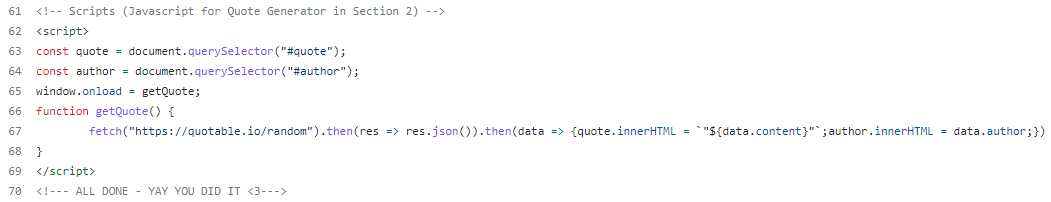 61 <!-- Scripts (Javascript for Quote Generator in Section 2) -->
62 <script>
63 const quote = document.querySelector("#quote");
64 const author = document.querySelector("#author");
65 window.onload = getQuote;
66 function getQuote() {
67         fetch("https://quotable.io/random").then(res => res.json()).then(data => {quote.innerHTML = `"${data.content}"`;author.innerHTML = data.author;})
68 }
69 </script>
70 <!--- ALL DONE - YAY YOU DID IT <3--->